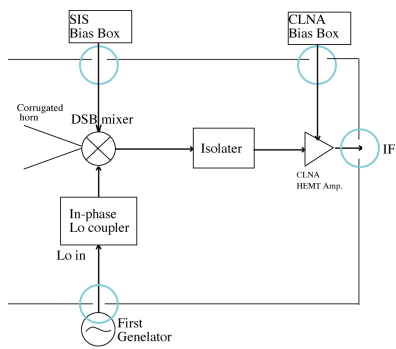 SIS
Bias Box
CLNA
Bias Box
Corrugated
horn
DSB mixer
Isolater
IF
CLNA
HEMT Amp.
In-phase
Lo coupler
Lo in
First
Genelator